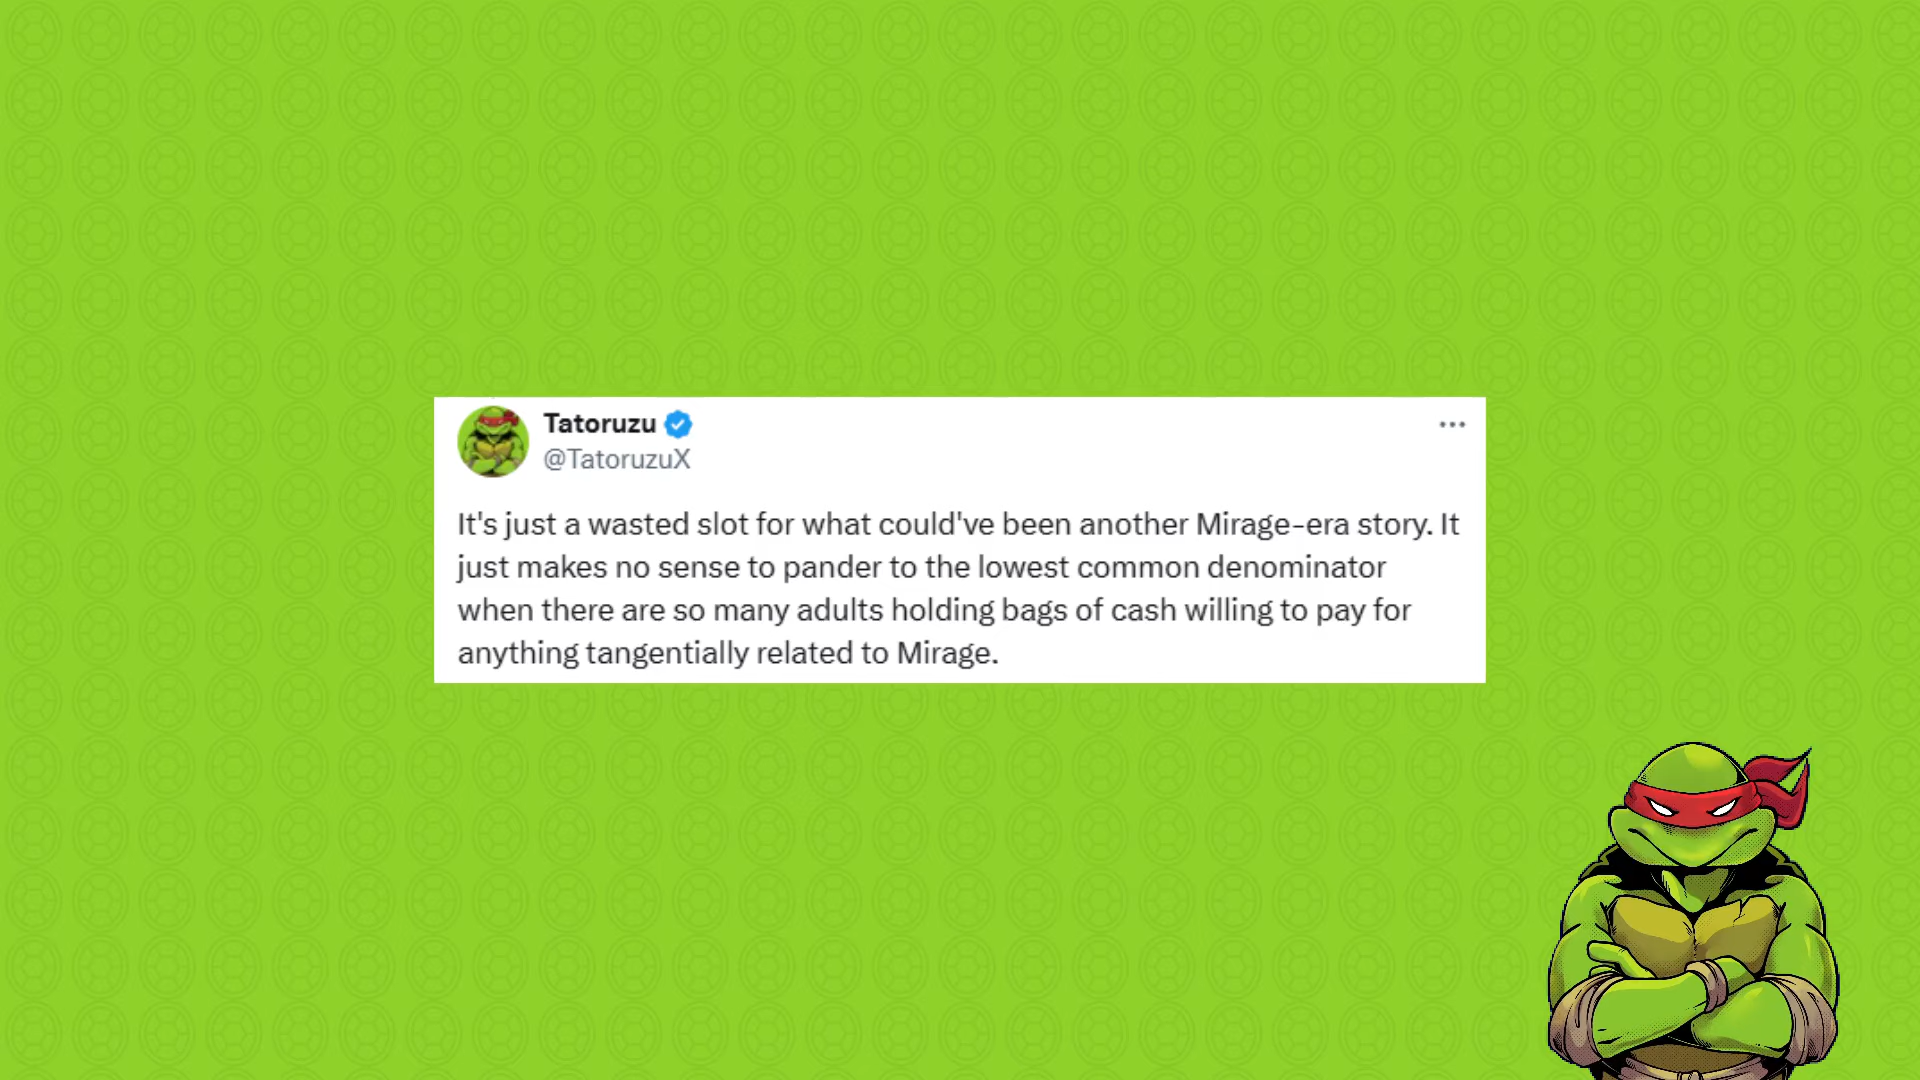 Tatoruzu
@TatoruzuX
It's just a wasted slot for what could've been another Mirage-era story. It
just makes no sense to pander to the lowest common denominator
when there are so many adults holding bags of cash willing to pay for
anything tangentially related to Mirage.